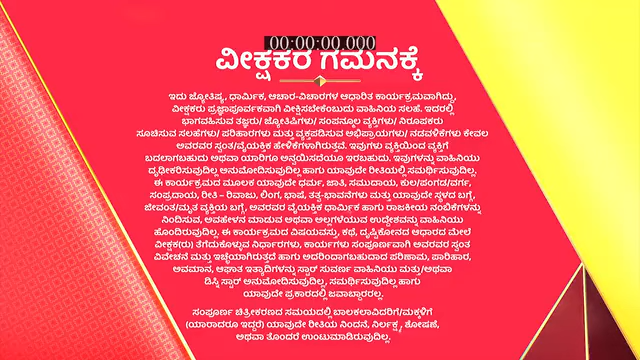 00:00:00.000
ವೀಕ್ಷಕರ ಗಮನಕ್ಕೆ
ಇದು ಜ್ಯೋತಿಷ್ಯ, ಧಾರ್ಮಿಕ, ಆಚಾರ-ವಿಚಾರಗಳ ಆಧಾರಿತ ಕಾರ್ಯಕ್ರಮವಾಗಿದ್ದು,
ವೀಕ್ಷಕರು ಪ್ರಜ್ಞಾಪೂರ್ವಕವಾಗಿ ವೀಕ್ಷಿಸಬೇಕೆಂಬುದು ವಾಹಿನಿಯ ಸಲಹೆ. ಇದರಲ್ಲಿ
ಭಾಗವಹಿಸುವ ತಜ್ಞರು/ ಜ್ಯೋತಿಷಿಗಳು/ ಸಂಪನ್ಮೂಲ ವ್ಯಕ್ತಿಗಳು/ ನಿರೂಪಕರು
ಸೂಚಿಸುವ ಸಲಹೆಗಳು/ ಪರಿಹಾರಗಳು ಮತ್ತು ವ್ಯಕ್ತಪಡಿಸುವ ಅಭಿಪ್ರಾಯಗಳು/ ನಡವಳಿಕೆಗಳು ಕೇವಲ
ಅವರವರ ಸ್ವಂತ/ವೈಯಕ್ತಿಕ ಹೇಳಿಕೆಗಳಾಗಿರುತ್ತವೆ. ಇವುಗಳು ವ್ಯಕ್ತಿಯಿಂದ ವ್ಯಕ್ತಿಗೆ
ಬದಲಾಗಬಹುದು ಅಥವಾ ಯಾರಿಗೂ ಅನ್ವಯಿಸದೆಯೂ ಇರಬಹುದು. ಇವುಗಳನ್ನು ವಾಹಿನಿಯು
ದೃಢೀಕರಿಸುವುದಿಲ್ಲ ಅನುಮೋದಿಸುವುದಿಲ್ಲ ಹಾಗು ಯಾವುದೇ ರೀತಿಯಲ್ಲಿ ಸಮರ್ಥಿಸುವುದಿಲ್ಲ.
ಈ ಕಾರ್ಯಕ್ರಮದ ಮೂಲಕ ಯಾವುದೇ ಧರ್ಮ, ಜಾತಿ, ಸಮುದಾಯ, ಕುಲ/ಪಂಗಡ/ವರ್ಗ,
ಸಂಪ್ರದಾಯ, ರೀತಿ – ರಿವಾಜು, ಲಿಂಗ, ಭಾಷೆ, ತತ್ವ-ಭಾವನೆಗಳು ಮತ್ತು ಯಾವುದೇ ಸ್ಥಳದ ಬಗ್ಗೆ,
ಜೀವಂತ/ಮೃತ ವ್ಯಕ್ತಿಯ ಬಗ್ಗೆ, ಅವರವರ ವೈಯಕ್ತಿಕ ಧಾರ್ಮಿಕ ಹಾಗು ರಾಜಕೀಯ ನಂಬಿಕೆಗಳನ್ನು
ನಿಂದಿಸುವ, ಅವಹೇಳನ ಮಾಡುವ ಅಥವಾ ಅಲ್ಲಗಳೆಯುವ ಉದ್ದೇಶವನ್ನು ವಾಹಿನಿಯು
ಹೊಂದಿರುವುದಿಲ್ಲ. ಈ ಕಾರ್ಯಕ್ರಮದ ವಿಷಯವಸ್ತು, ಕಥೆ, ದೃಷ್ಟಿಕೋನದ ಆಧಾರದ ಮೇಲೆ
ವೀಕ್ಷಕ(ರು) ತೆಗೆದುಕೊಳ್ಳುವ ನಿರ್ಧಾರಗಳು, ಕಾರ್ಯಗಳು ಸಂಪೂರ್ಣವಾಗಿ ಅವರವರ ಸ್ವಂತ
ವಿವೇಚನೆ ಮತ್ತು ಇಚ್ಛೆಯಾಗಿರುತ್ತದೆ ಹಾಗು ಅದರಿಂದಾಗಬಹುದಾದ ಪರಿಣಾಮ, ಪಾರಿಹಾರ,
ಅವಮಾನ, ಆಘಾತ ಇತ್ಯಾದಿಗಳನ್ನು ಸ್ಟಾರ್ ಸುವರ್ಣ ವಾಹಿನಿಯು ಮತ್ತು/ಅಥವಾ
ಡಿಸ್ನಿ ಸ್ಟಾರ್ ಅನುಮೋದಿಸುವುದಿಲ್ಲ, ಸಮರ್ಥಿಸುವುದಿಲ್ಲ ಹಾಗು
ಯಾವುದೇ ಪ್ರಕಾರದಲ್ಲಿ ಜವಾಬ್ದಾರರಲ್ಲ.
ಸಂಪೂರ್ಣ ಚಿತ್ರೀಕರಣದ ಸಮಯದಲ್ಲಿ ಬಾಲಕಲಾವಿದರಿಗೆ/ಮಕ್ಕಳಿಗೆ
(ಯಾರಾದರೂ ಇದ್ದರೆ) ಯಾವುದೇ ರೀತಿಯ ನಿಂದನೆ, ನಿರ್ಲಕ್ಷ್ಯ, ಶೋಷಣೆ,
ಅಥವಾ ತೊಂದರೆ ಉಂಟುಮಾಡಿರುವುದಿಲ್ಲ.